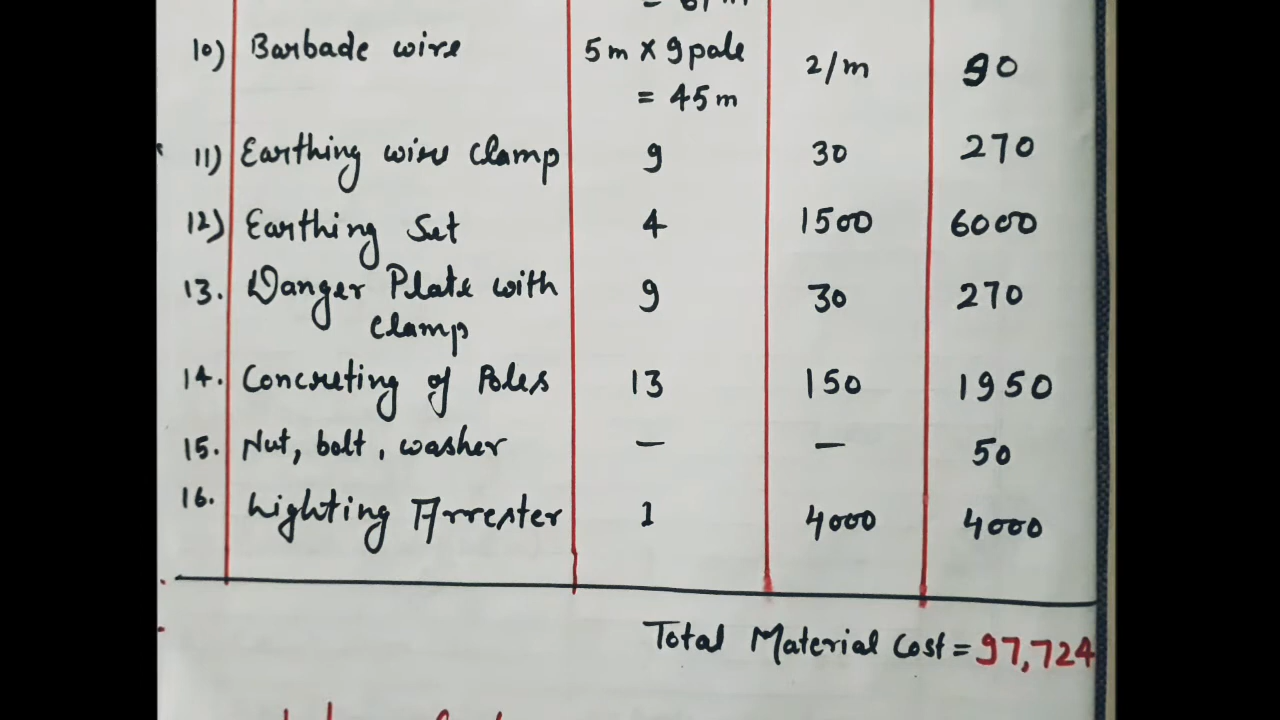 = 61m
10) Barbade wire 5m × 9 pole 2/m 90
= 45m
11) Earthing wire clamp 9 30 270
12) Earthing Set 4 1500 6000
13. Danger Plate with 9 30 270
clamp
14. Concreting of Poles 13 150 1950
15. Nut, bolt, washer — — 50
16. Lighting Arrester 1 4000 4000
Total Material Cost = 97,724